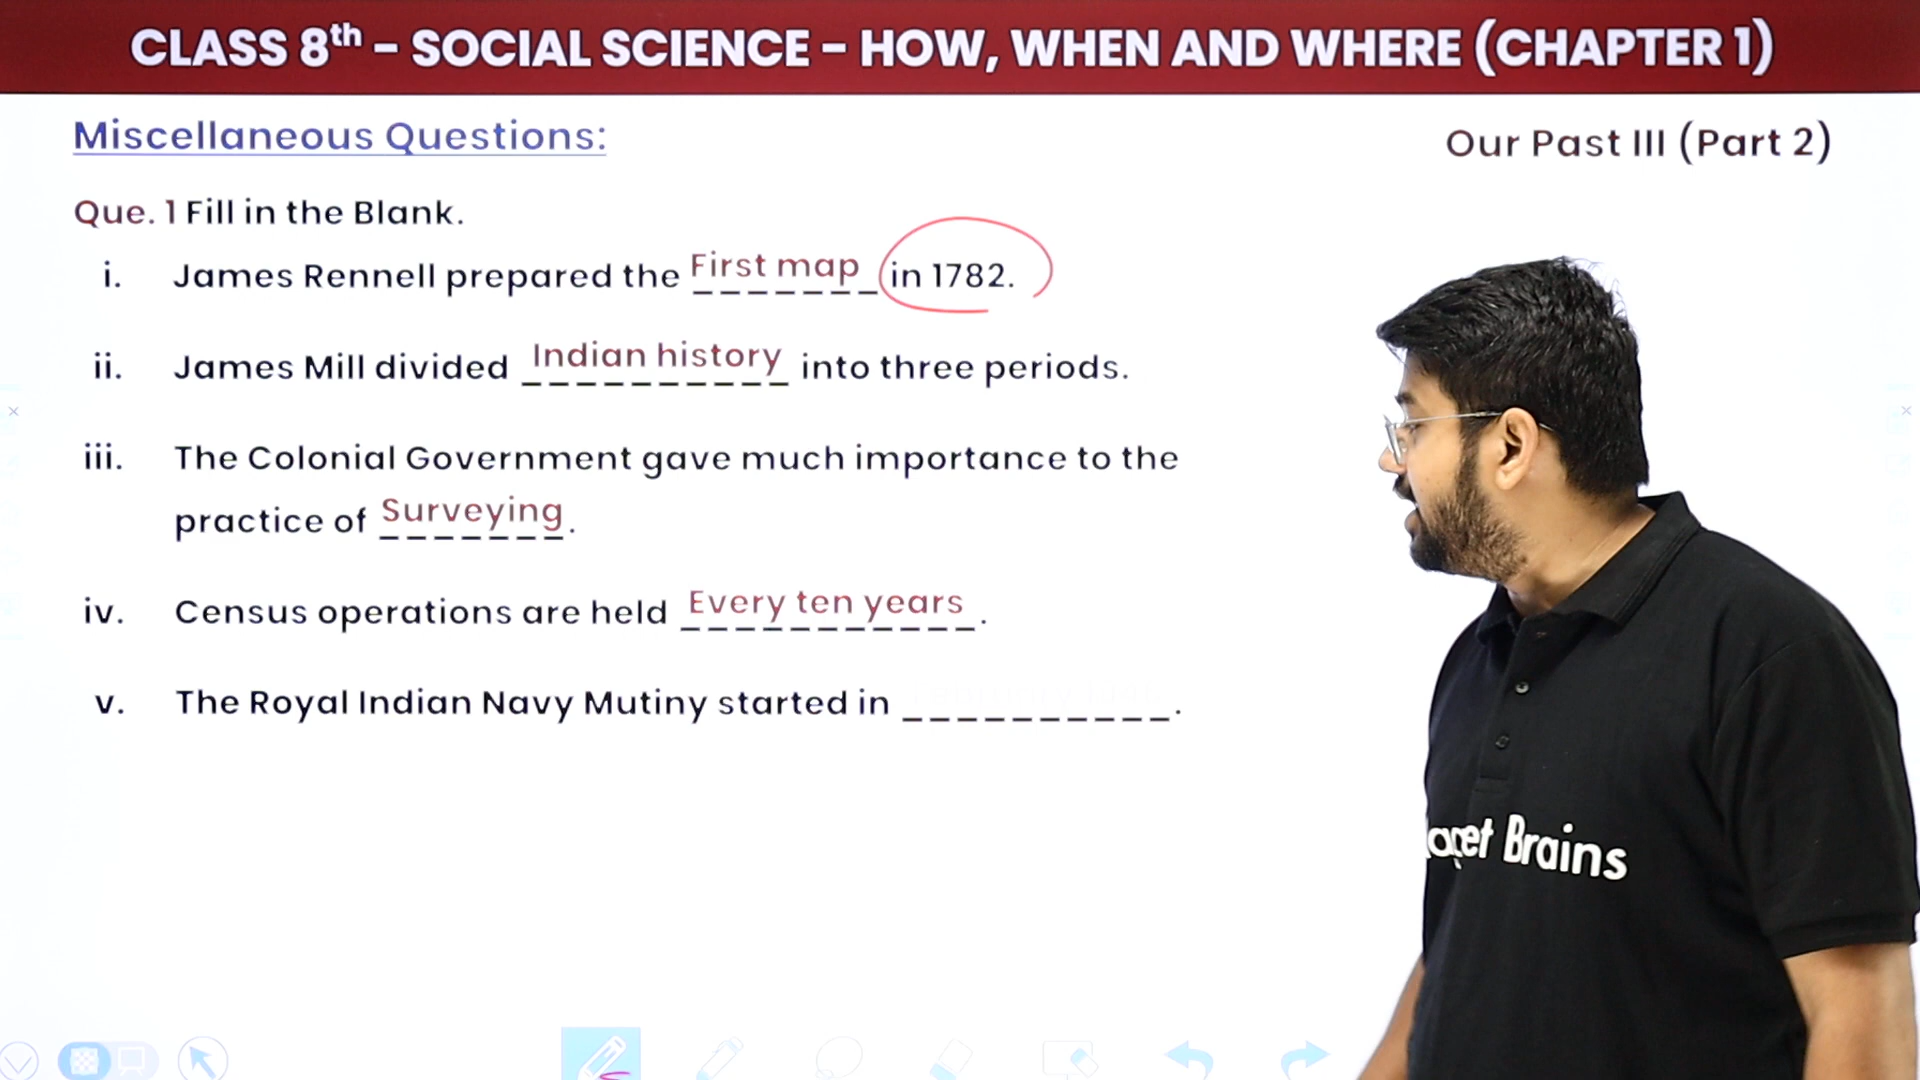 CLASS 8th – SOCIAL SCIENCE – HOW, WHEN AND WHERE (CHAPTER 1)
Miscellaneous Questions:
Our Past III (Part 2)
Que. 1 Fill in the Blank.
i. James Rennell prepared the First map in 1782.
ii. James Mill divided Indian history into three periods.
iii. The Colonial Government gave much importance to the
practice of Surveying.
iv. Census operations are held Every ten years.
v. The Royal Indian Navy Mutiny started in __________.
Brains